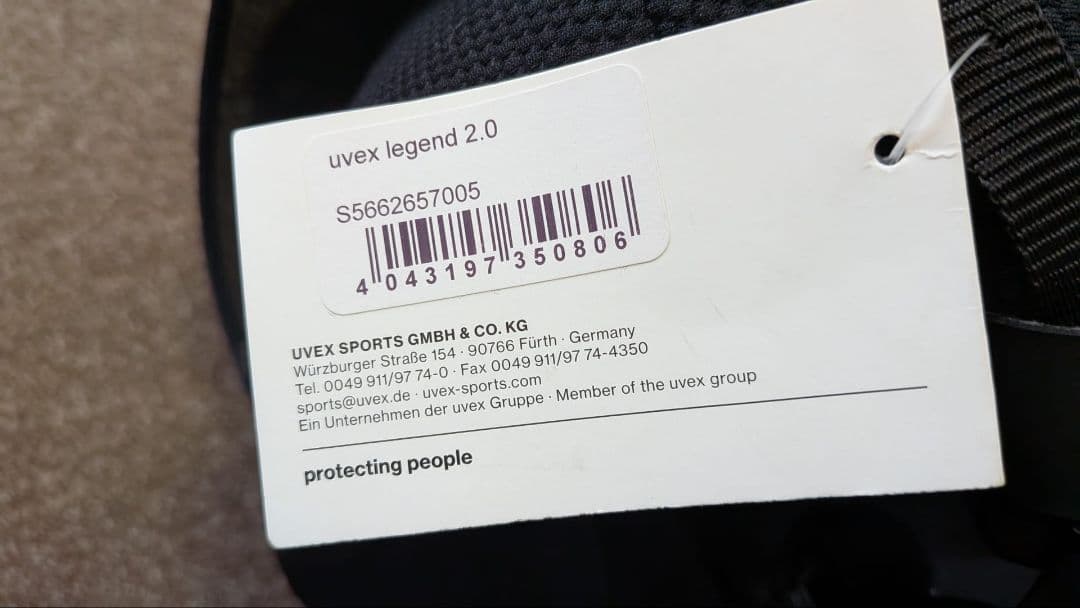 uvex legend 2.0
S5662657005
4 043197 350806
UVEX SPORTS GMBH & CO. KG
Würzburger Straße 154 · 90766 Fürth · Germany
Tel. 0049 911/97 74-0 · Fax 0049 911/97 74-4350
sports@uvex.de · uvex-sports.com
Ein Unternehmen der uvex Gruppe · Member of the uvex group
protecting people